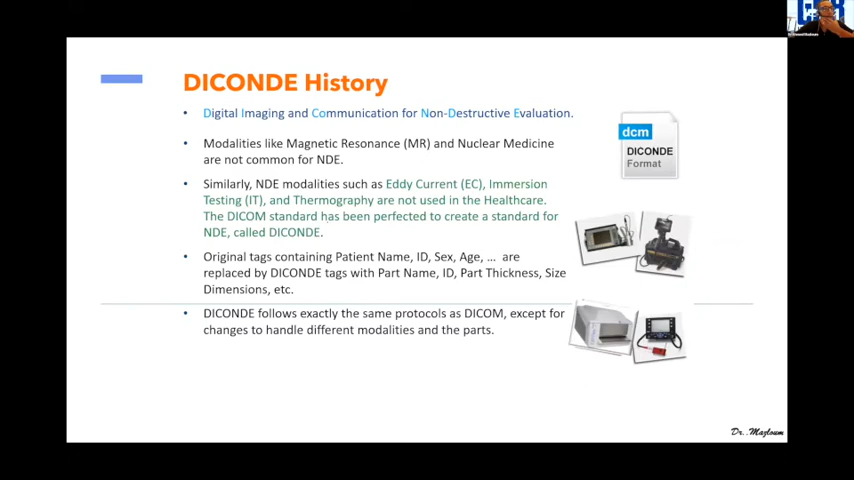 DICONDE History
• Digital Imaging and Communication for Non-Destructive Evaluation.
• Modalities like Magnetic Resonance (MR) and Nuclear Medicine
are not common for NDE.
• Similarly, NDE modalities such as Eddy Current (EC), Immersion
Testing (IT), and Thermography are not used in the Healthcare.
The DICOM standard has been perfected to create a standard for
NDE, called DICONDE.
• Original tags containing Patient Name, ID, Sex, Age, ... are
replaced by DICONDE tags with Part Name, ID, Part Thickness, Size
Dimensions, etc.
• DICONDE follows exactly the same protocols as DICOM, except for
changes to handle different modalities and the parts.
dcm
DICONDE
Format
Dr. .Mazloum